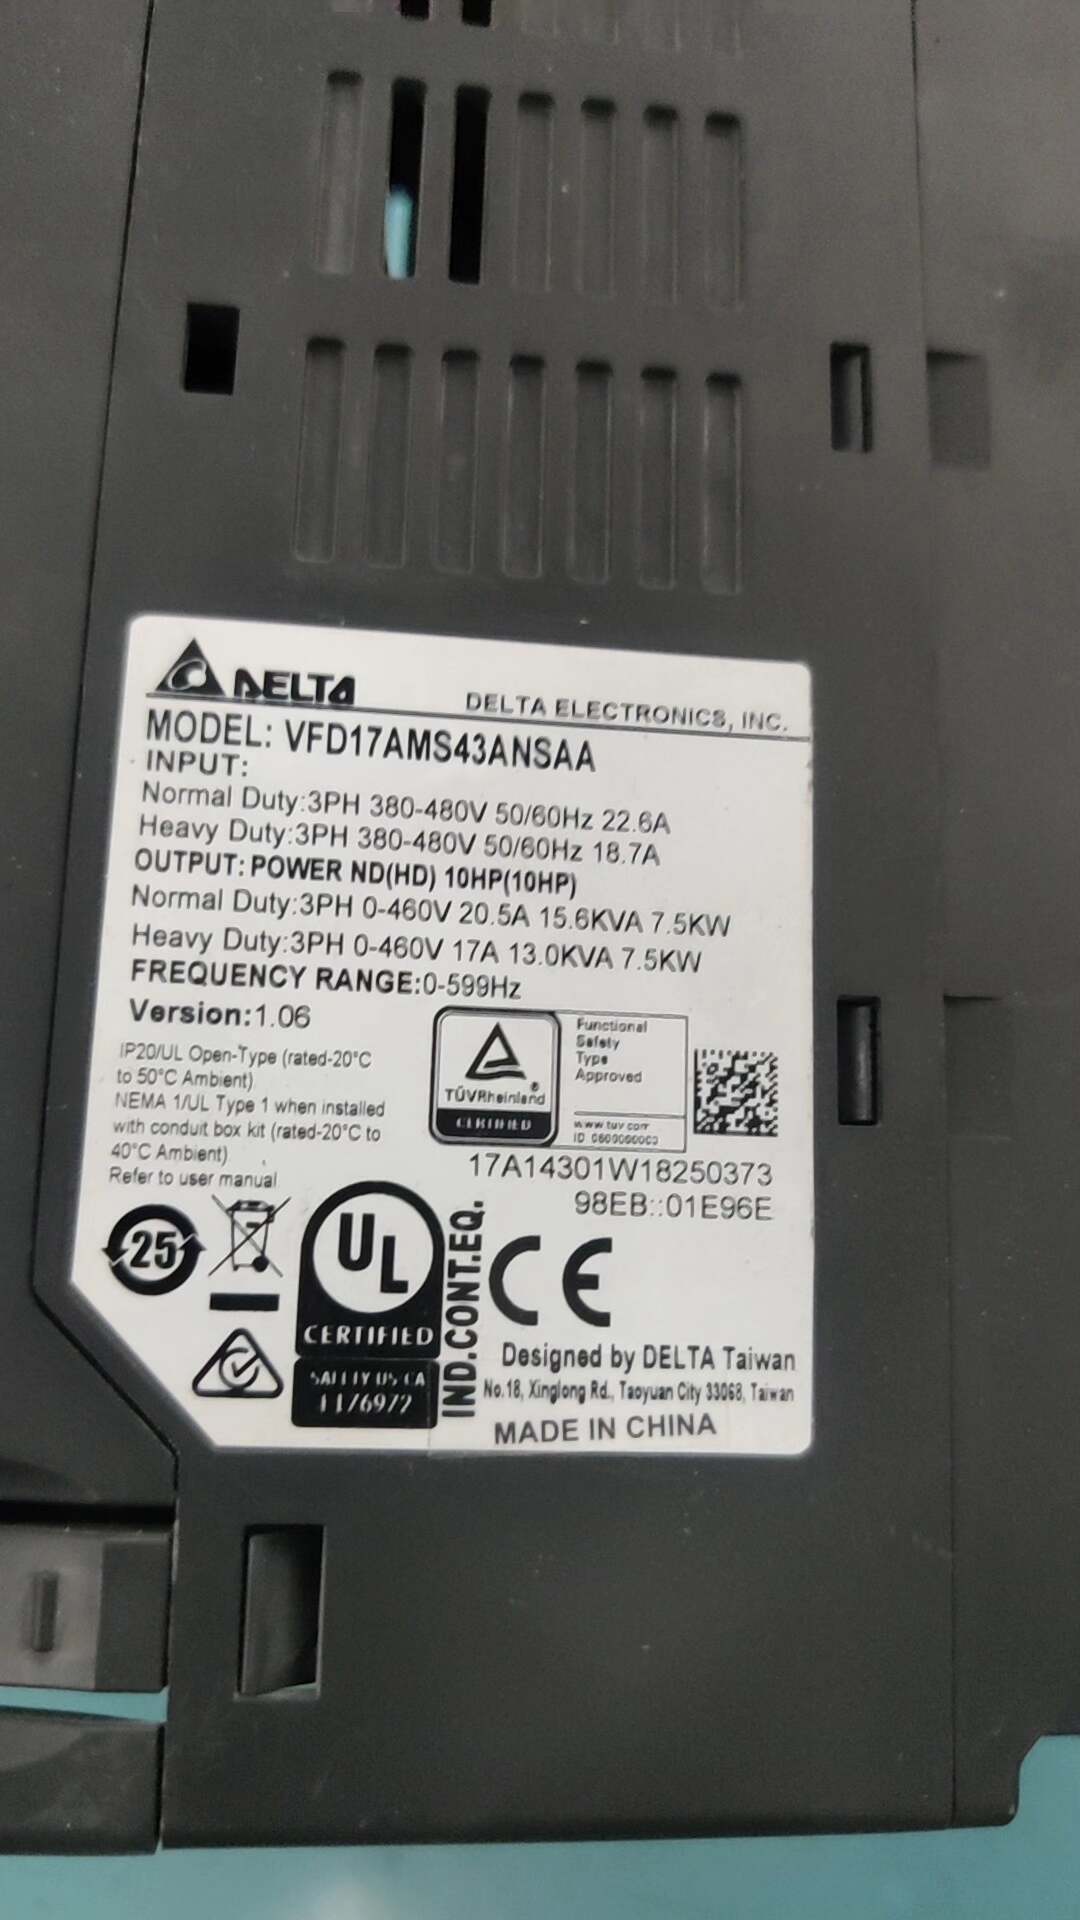 DELTA
DELTA ELECTRONICS, INC.
MODEL: VFD17AMS43ANSAA
INPUT:
Normal Duty:3PH 380-480V 50/60Hz 22.6A
Heavy Duty:3PH 380-480V 50/60Hz 18.7A
OUTPUT: POWER ND(HD) 10HP(10HP)
Normal Duty:3PH 0-460V 20.5A 15.6KVA 7.5KW
Heavy Duty:3PH 0-460V 17A 13.0KVA 7.5KW
FREQUENCY RANGE:0-599Hz
Version:1.06
IP20/UL Open-Type (rated-20°C
to 50°C Ambient)
NEMA 1/UL Type 1 when installed
with conduit box kit (rated-20°C to
40°C Ambient)
Refer to user manual
TÜVRheinland®
CERTIFIED
Functional
Safety
Type
Approved
www.tuv.com
ID
17A14301W18250373
98EB::01E96E
25
UL
CERTIFIED
SAFETY US CA
IND.CONT.EQ.
CE
Designed by DELTA Taiwan
No.18, Xinglong Rd., Taoyuan City 33068, Taiwan
MADE IN CHINA